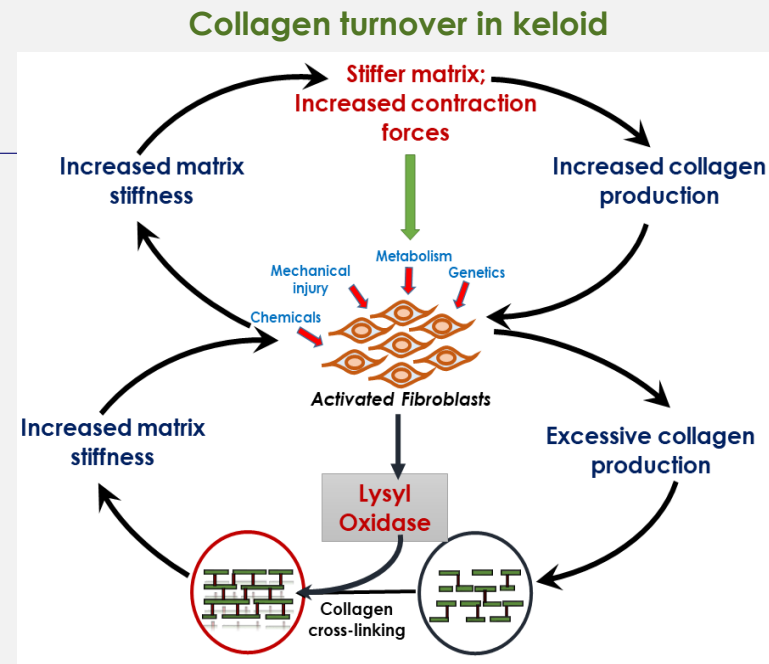 Collagen turnover in keloid
Stiffer matrix;
Increased contraction
forces
Increased matrix
stiffness
Increased collagen
production
Metabolism
Mechanical
injury
Genetics
Chemicals
Activated Fibroblasts
Increased matrix
stiffness
Excessive collagen
production
Lysyl
Oxidase
Collagen
cross-linking